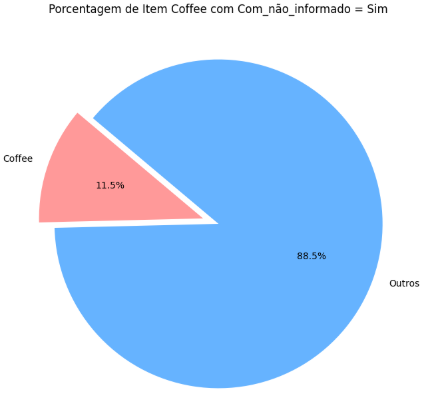 Porcentagem de Item Coffee com Com_não_informado = Sim
Coffee
11.5%
88.5%
Outros